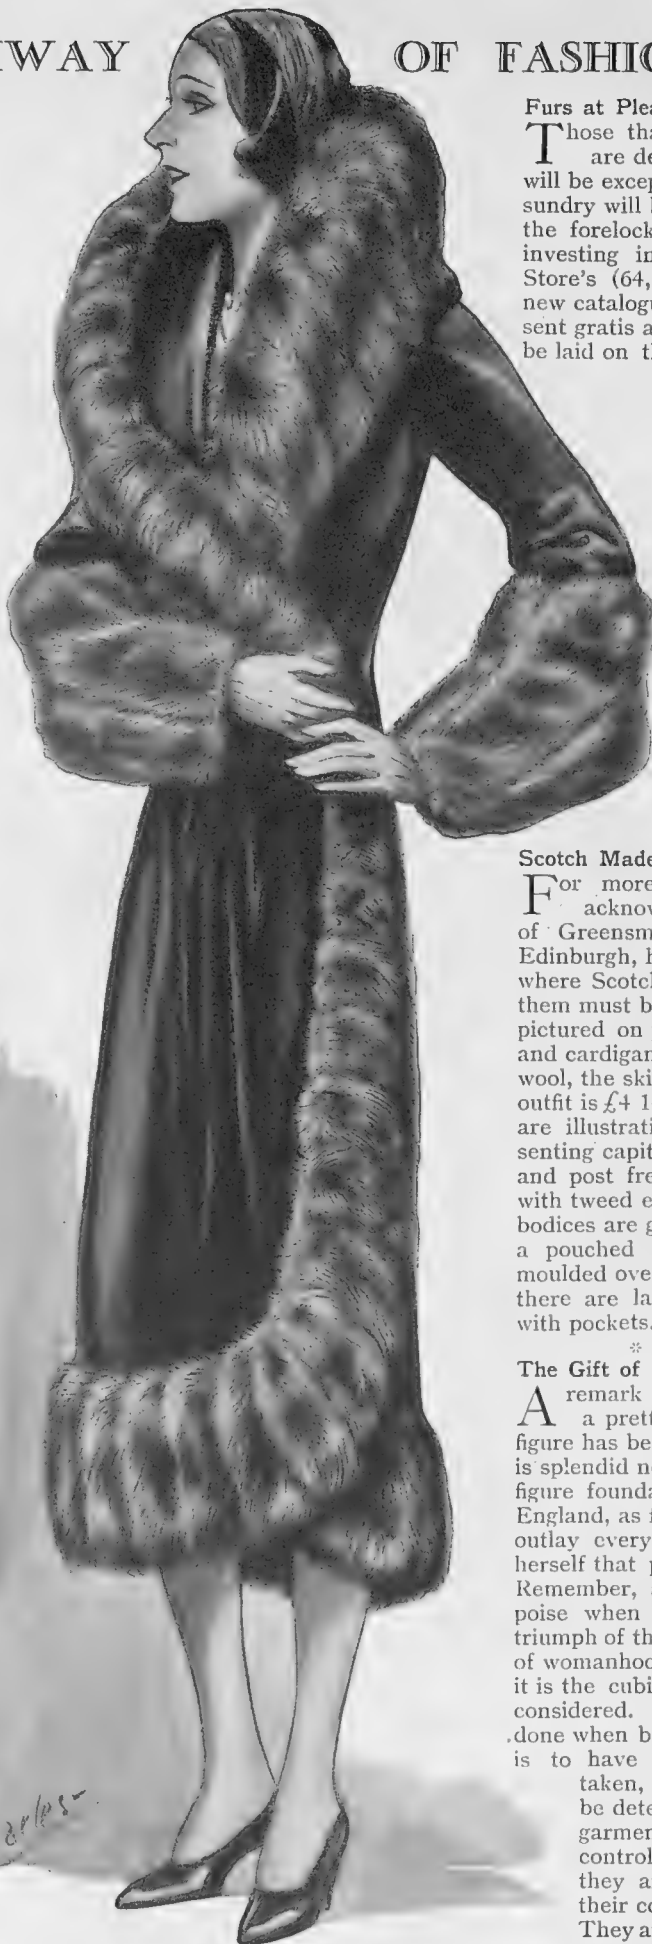 IWAY OF FASHIO
Furs at Plea
Those tha
are de
will be excep
sundry will
the forelock
investing in
Store's (64,
new catalogu
sent gratis a
be laid on t
Scotch Made
For more
acknow
of Greensm
Edinburgh, h
where Scotch
them must b
pictured on
and cardigan
wool, the ski
outfit is £4 1
are illustrati
senting capit
and post fre
with tweed e
bodices are g
a pouched
moulded ove
there are la
with pockets.
*
The Gift of
A remark
a prett
figure has be
is splendid n
figure founda
England, as f
outlay every
herself that p
Remember,
poise when
triumph of th
of womanhoo
it is the cubi
considered.
done when b
is to have
taken,
be dete
garmen
control
they a
their co
They a